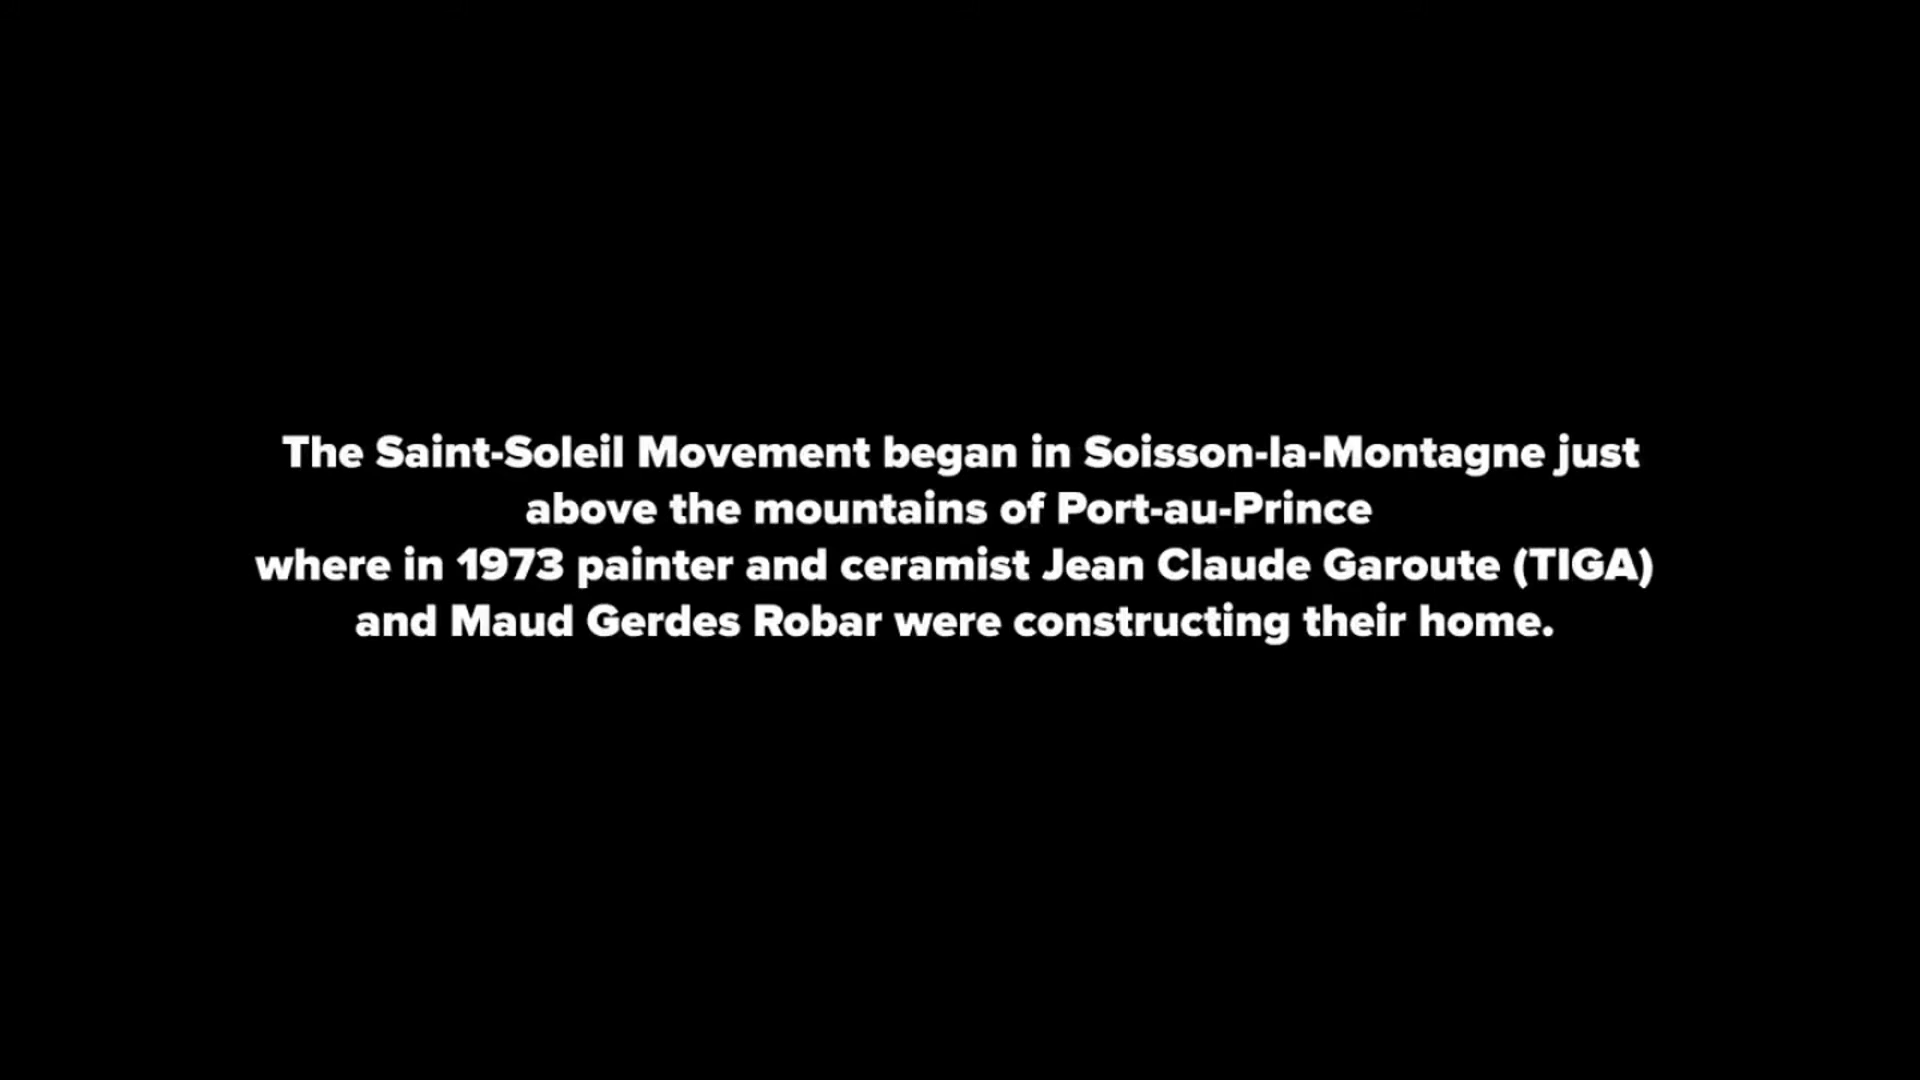 The Saint-Soleil Movement began in Soisson-la-Montagne just
above the mountains of Port-au-Prince
where in 1973 painter and ceramist Jean Claude Garoute (TIGA)
and Maud Gerdes Robar were constructing their home.